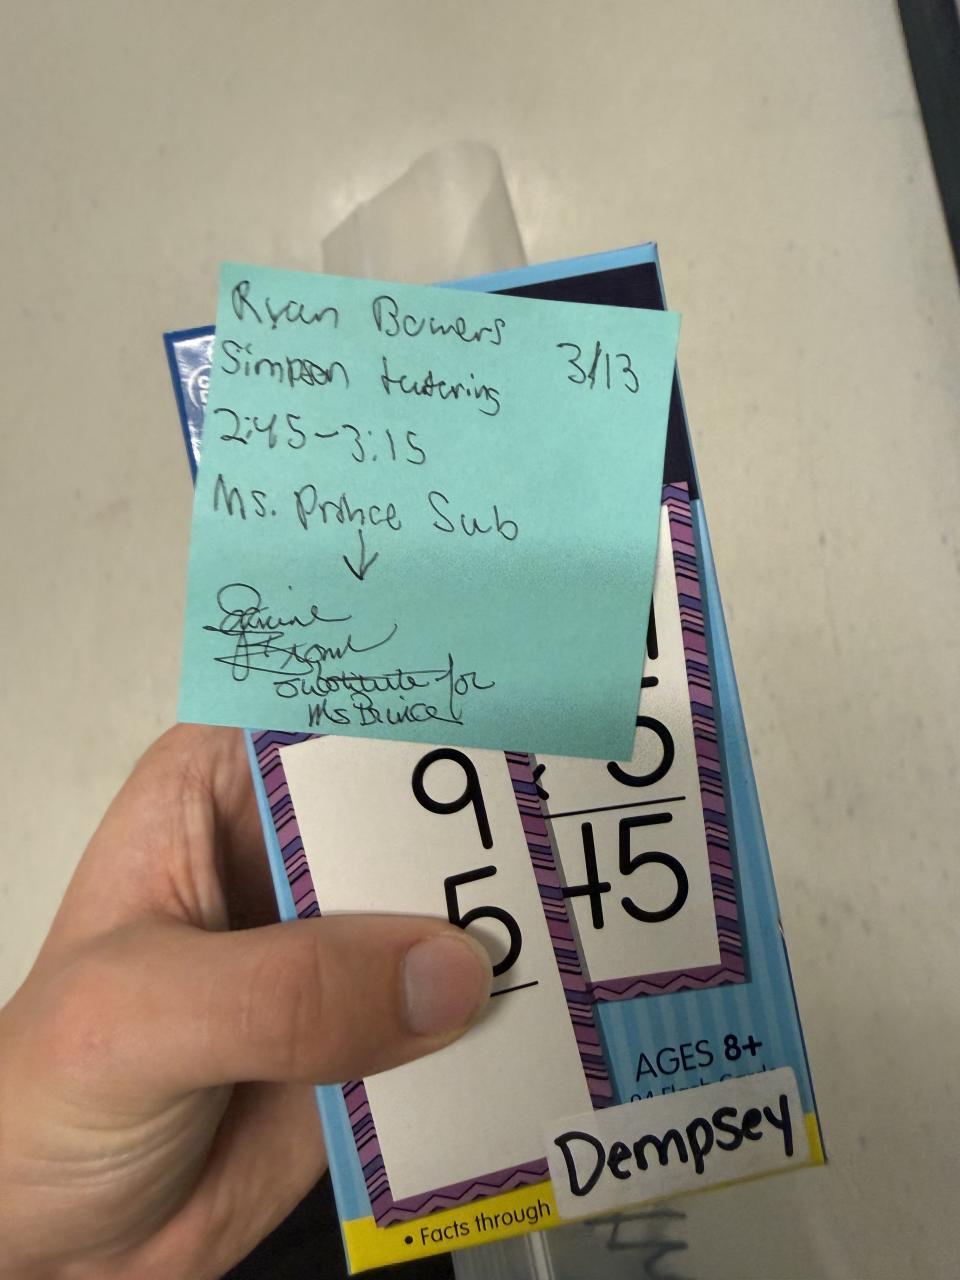 Ryan Bowers
Simpson tutoring 3/13
2:45-3:15
Ms. Prince Sub
↓
substitute for
Ms Prince
9
5
x 5
45
AGES 8+
Dempsey
• Facts through